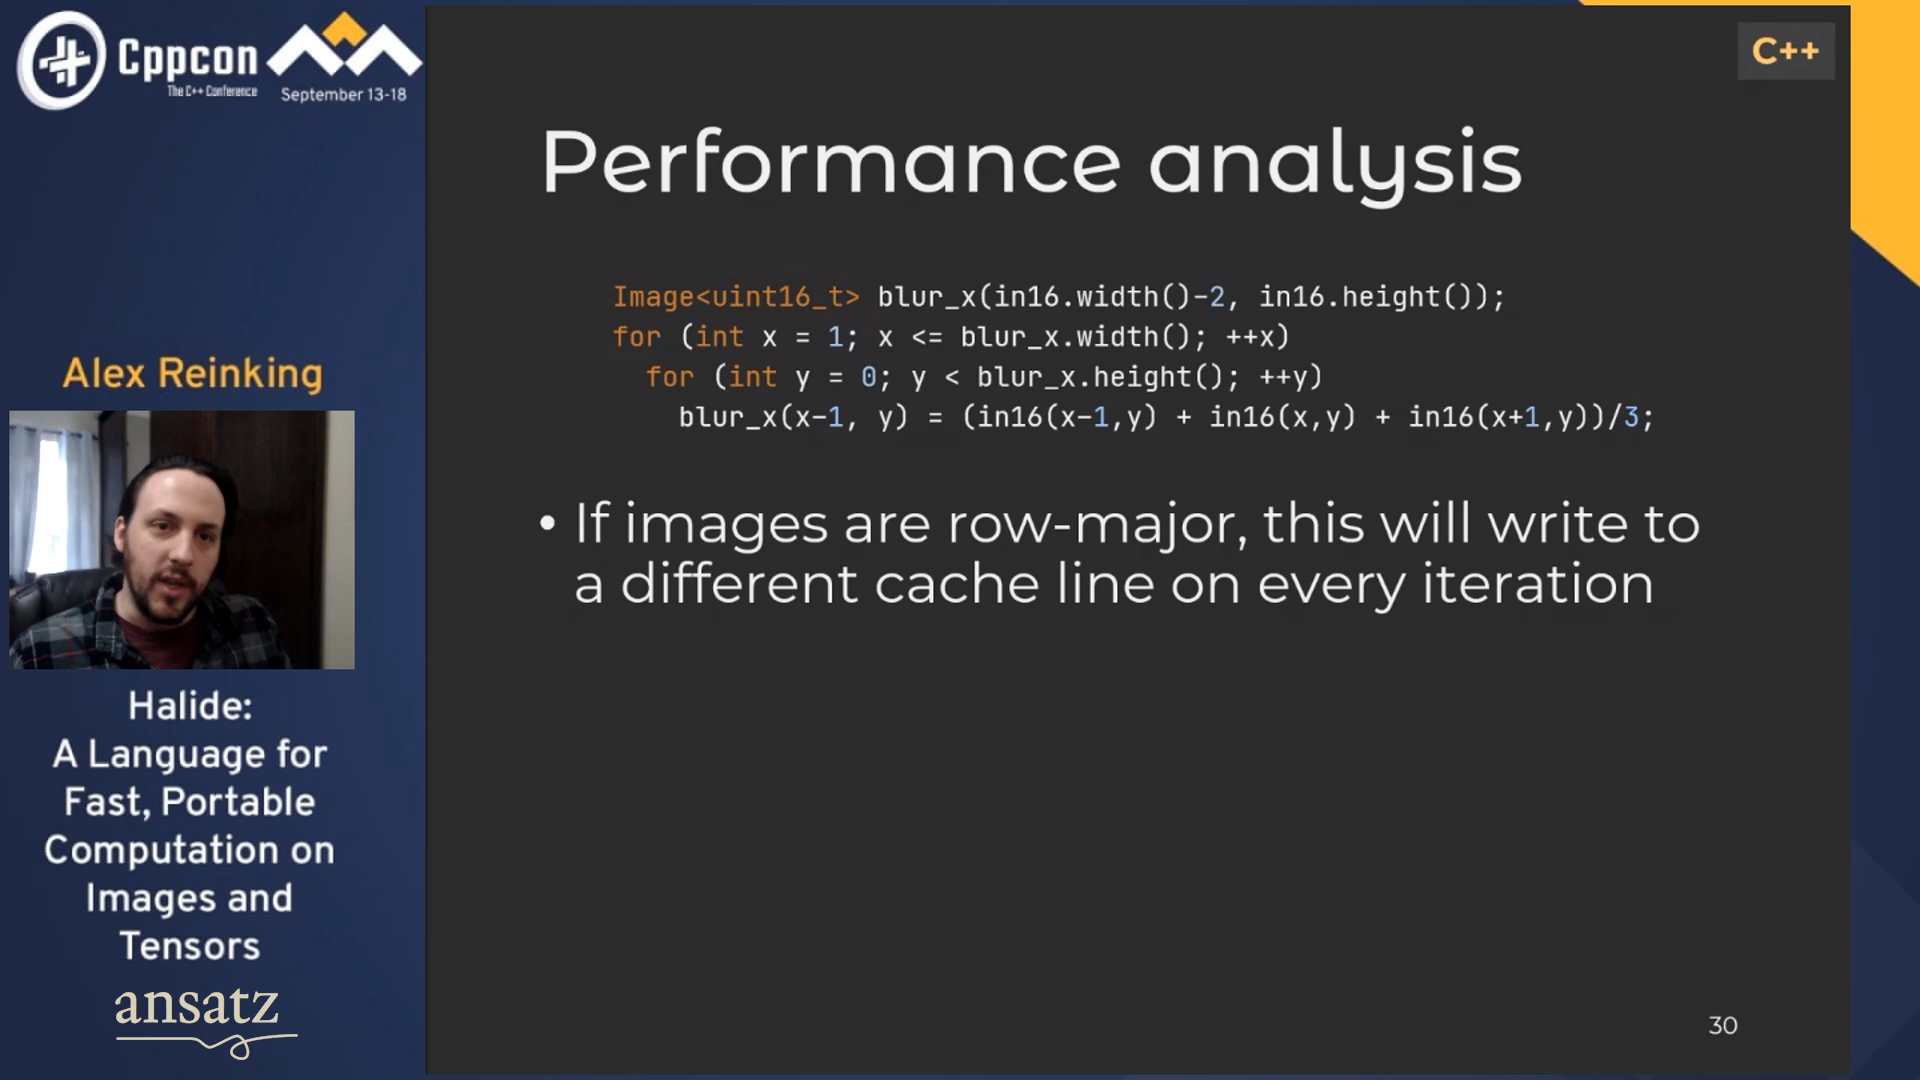 Cppcon
The C++ Conference
September 13-18
C++
Performance analysis
Image<uint16_t> blur_x(in16.width()-2, in16.height());
for (int x = 1; x <= blur_x.width(); ++x)
for (int y = 0; y < blur_x.height(); ++y)
blur_x(x-1, y) = (in16(x-1,y) + in16(x,y) + in16(x+1,y))/3;
• If images are row-major, this will write to
a different cache line on every iteration
30
Alex Reinking
Halide:
A Language for
Fast, Portable
Computation on
Images and
Tensors
ansatz